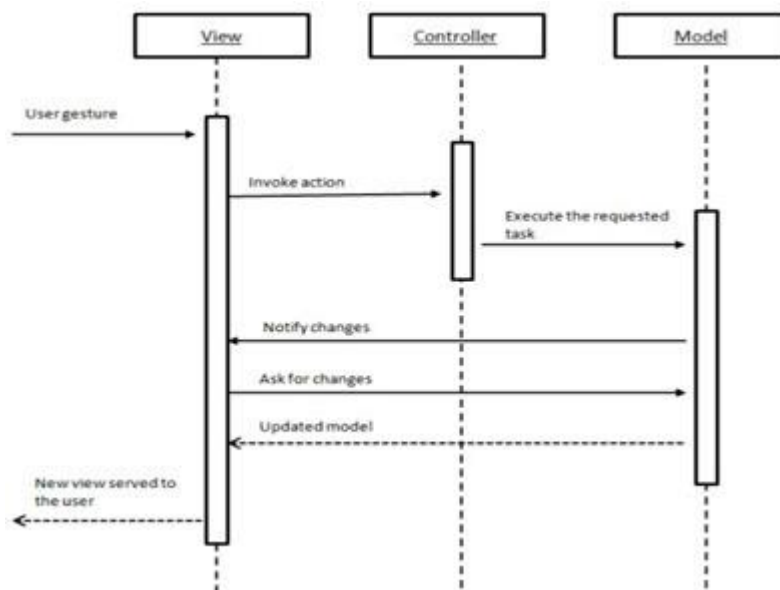 View
Controller
Model
User gesture
Invoke action
Execute the requested
task
Notify changes
Ask for changes
Updated model
New view served to
the user